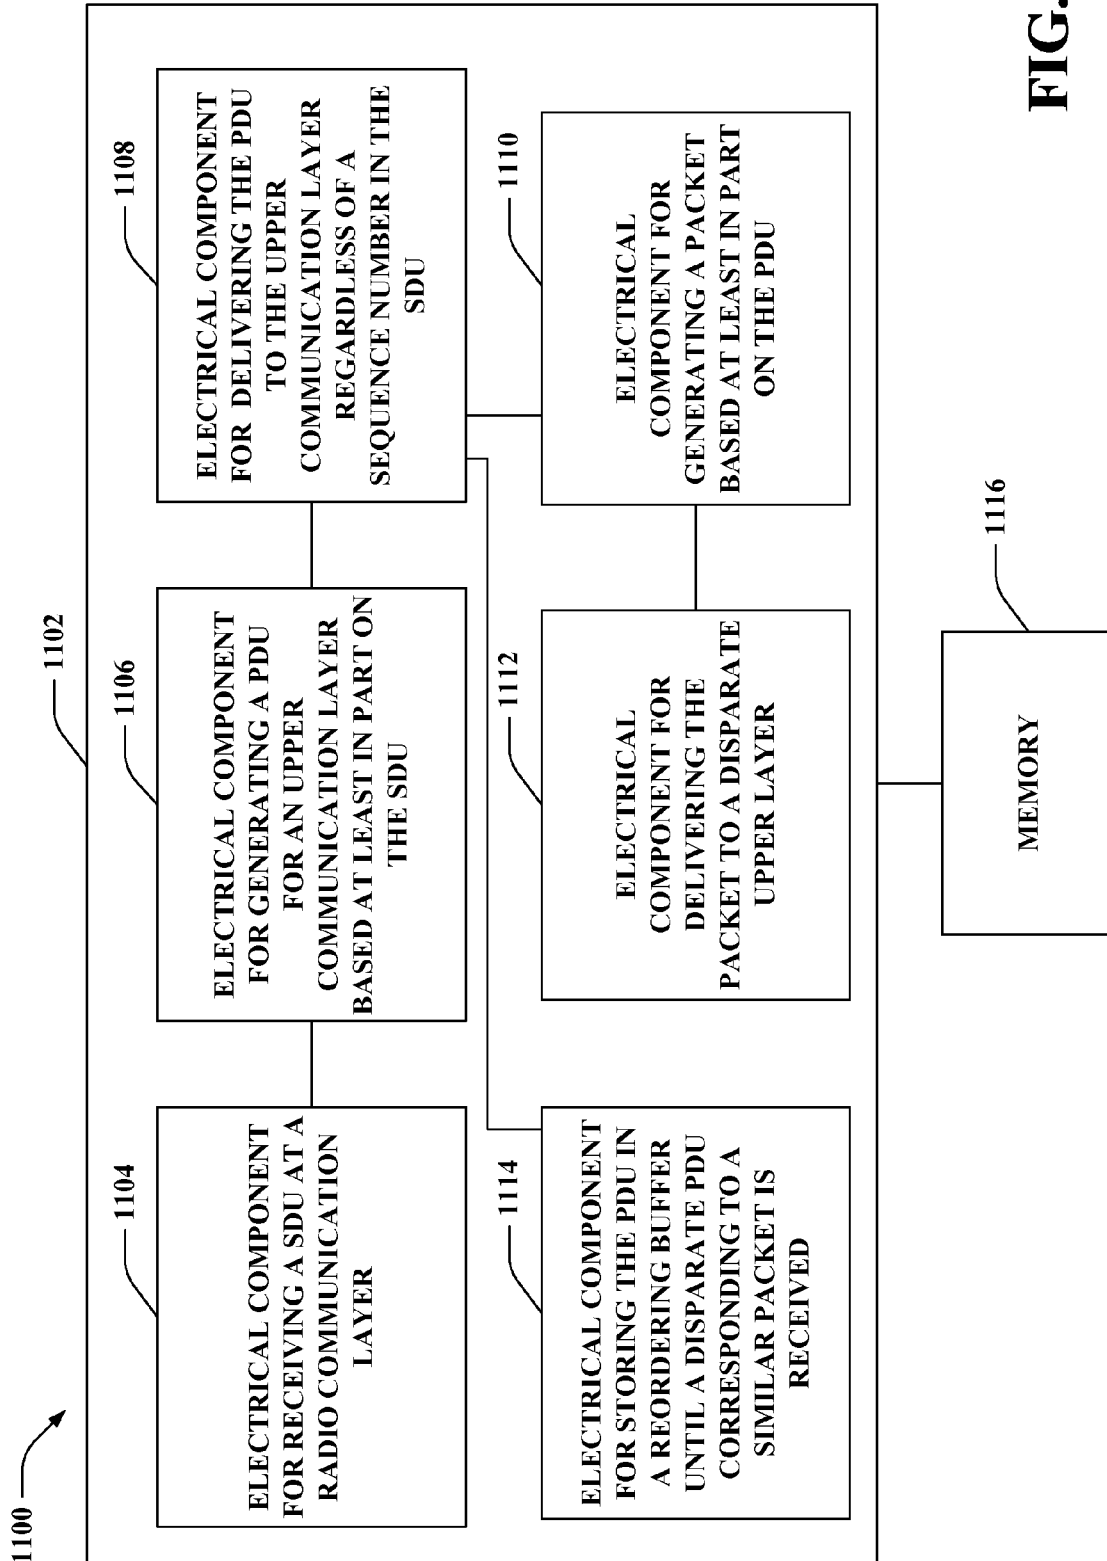 1100
1102
1104
ELECTRICAL COMPONENT
FOR RECEIVING A SDU AT A
RADIO COMMUNICATION
LAYER
1106
ELECTRICAL COMPONENT
FOR GENERATING A PDU
FOR AN UPPER
COMMUNICATION LAYER
BASED AT LEAST IN PART ON
THE SDU
1108
ELECTRICAL COMPONENT
FOR DELIVERING THE PDU
TO THE UPPER
COMMUNICATION LAYER
REGARDLESS OF A
SEQUENCE NUMBER IN THE
SDU
1114
ELECTRICAL COMPONENT
FOR STORING THE PDU IN
A REORDERING BUFFER
UNTIL A DISPARATE PDU
CORRESPONDING TO A
SIMILAR PACKET IS
RECEIVED
1112
ELECTRICAL
COMPONENT FOR
DELIVERING THE
PACKET TO A DISPARATE
UPPER LAYER
1110
ELECTRICAL
COMPONENT FOR
GENERATING A PACKET
BASED AT LEAST IN PART
ON THE PDU
1116
MEMORY
FIG.